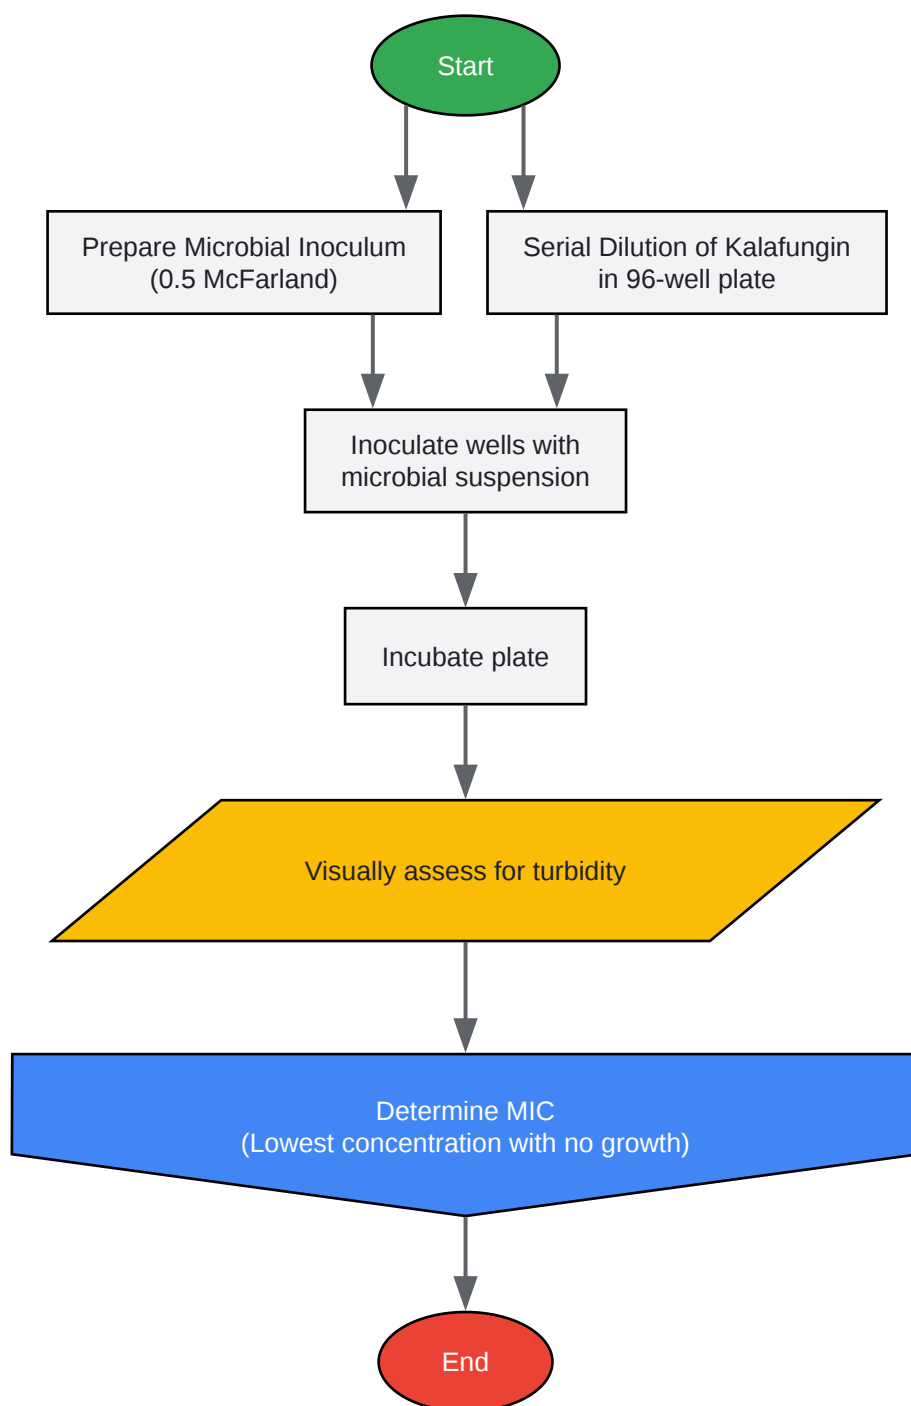 Start
Prepare Microbial Inoculum
(0.5 McFarland)
Serial Dilution of Kalafungin
in 96-well plate
Inoculate wells with
microbial suspension
Incubate plate
Visually assess for turbidity
Determine MIC
(Lowest concentration with no growth)
End